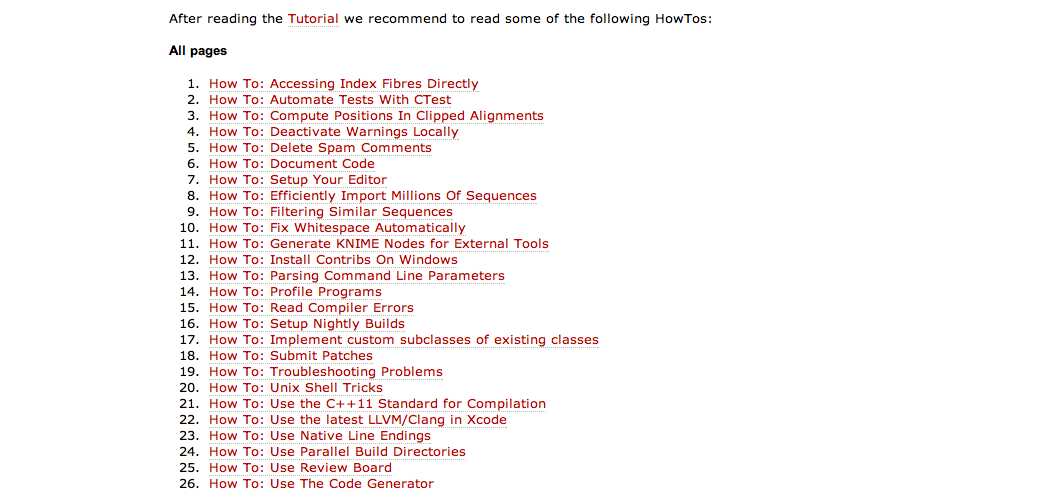 After reading the Tutorial we recommend to read some of the following HowTos:
All pages
1. How To: Accessing Index Fibres Directly
2. How To: Automate Tests With CTest
3. How To: Compute Positions In Clipped Alignments
4. How To: Deactivate Warnings Locally
5. How To: Delete Spam Comments
6. How To: Document Code
7. How To: Setup Your Editor
8. How To: Efficiently Import Millions Of Sequences
9. How To: Filtering Similar Sequences
10. How To: Fix Whitespace Automatically
11. How To: Generate KNIME Nodes for External Tools
12. How To: Install Contribs On Windows
13. How To: Parsing Command Line Parameters
14. How To: Profile Programs
15. How To: Read Compiler Errors
16. How To: Setup Nightly Builds
17. How To: Implement custom subclasses of existing classes
18. How To: Submit Patches
19. How To: Troubleshooting Problems
20. How To: Unix Shell Tricks
21. How To: Use the C++11 Standard for Compilation
22. How To: Use the latest LLVM/Clang in Xcode
23. How To: Use Native Line Endings
24. How To: Use Parallel Build Directories
25. How To: Use Review Board
26. How To: Use The Code Generator